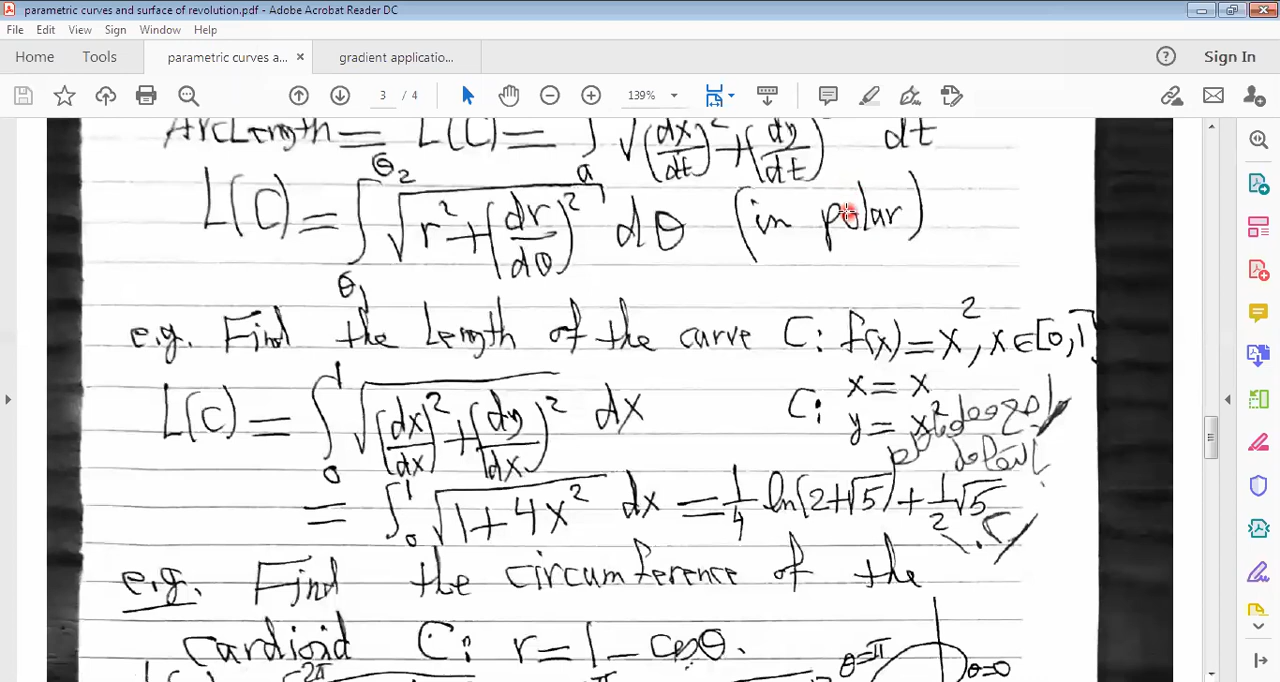 parametric curves and surface of revolution.pdf - Adobe Acrobat Reader DC
File Edit View Sign Window Help
Home Tools parametric curves a... × gradient applicatio... Sign In
3 / 4 139%
ArcLength = L(C) = ∫ₐ √((dx/dt)² + (dy/dt)²) dt
L(C) = ∫_θ₁^θ₂ √(r² + (dr/dθ)²) dθ (in polar)
e.g. Find the length of the curve C: f(x) = x², x∈[0,1]
C: x = x
y = x²
L(C) = ∫₀¹ √((dx/dx)² + (dy/dx)²) dx
= ∫₀¹ √(1+4x²) dx = 1/4 ln(2+√5) + 1/2 √5
e.g. Find the circumference of the
cardioid C: r = 1 - cosθ.
θ=π θ=0
2π